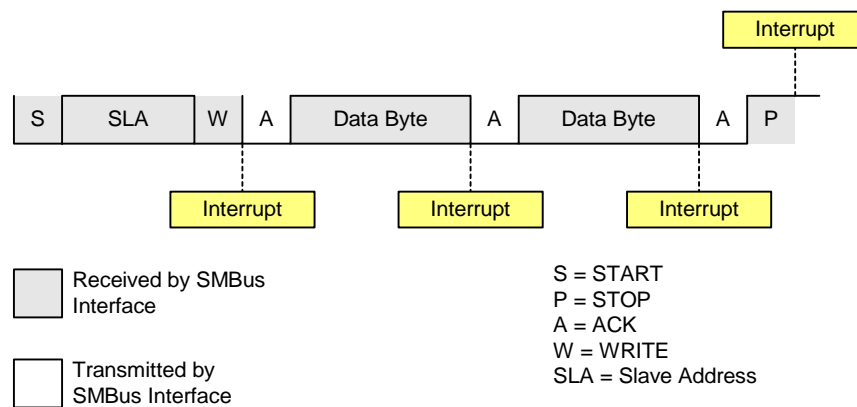 Interrupt
S SLA W A Data Byte A Data Byte A P
Interrupt Interrupt Interrupt
Received by SMBus
Interface
Transmitted by
SMBus Interface
S = START
P = STOP
A = ACK
W = WRITE
SLA = Slave Address